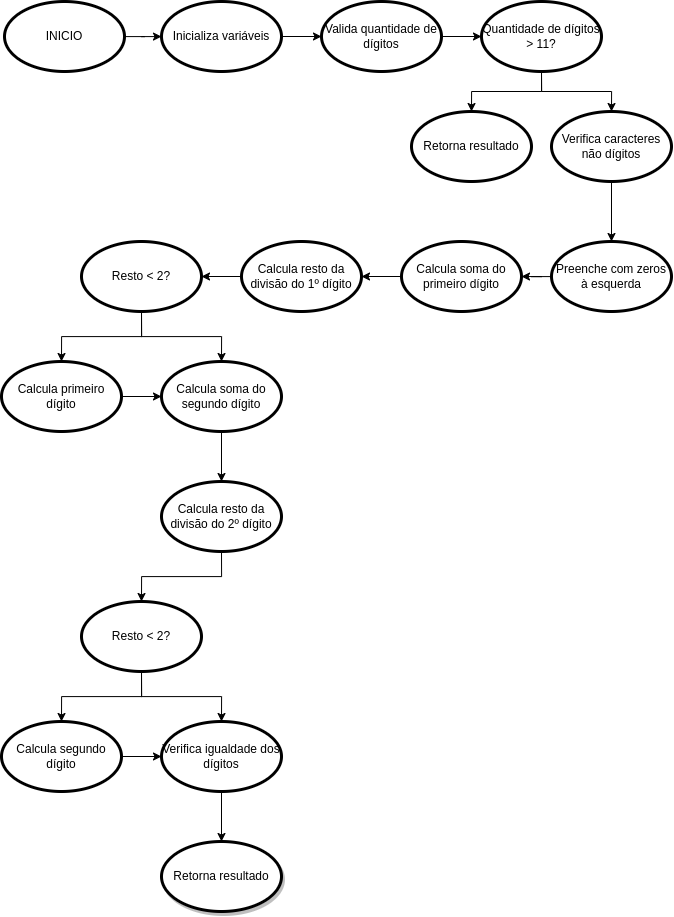 INICIO
Inicializa variáveis
Valida quantidade de
dígitos
Quantidade de dígitos
> 11?
Retorna resultado
Verifica caracteres
não dígitos
Resto < 2?
Calcula resto da
divisão do 1º dígito
Calcula soma do
primeiro dígito
Preenche com zeros
à esquerda
Calcula primeiro
dígito
Calcula soma do
segundo dígito
Calcula resto da
divisão do 2º dígito
Resto < 2?
Calcula segundo
dígito
Verifica igualdade dos
dígitos
Retorna resultado